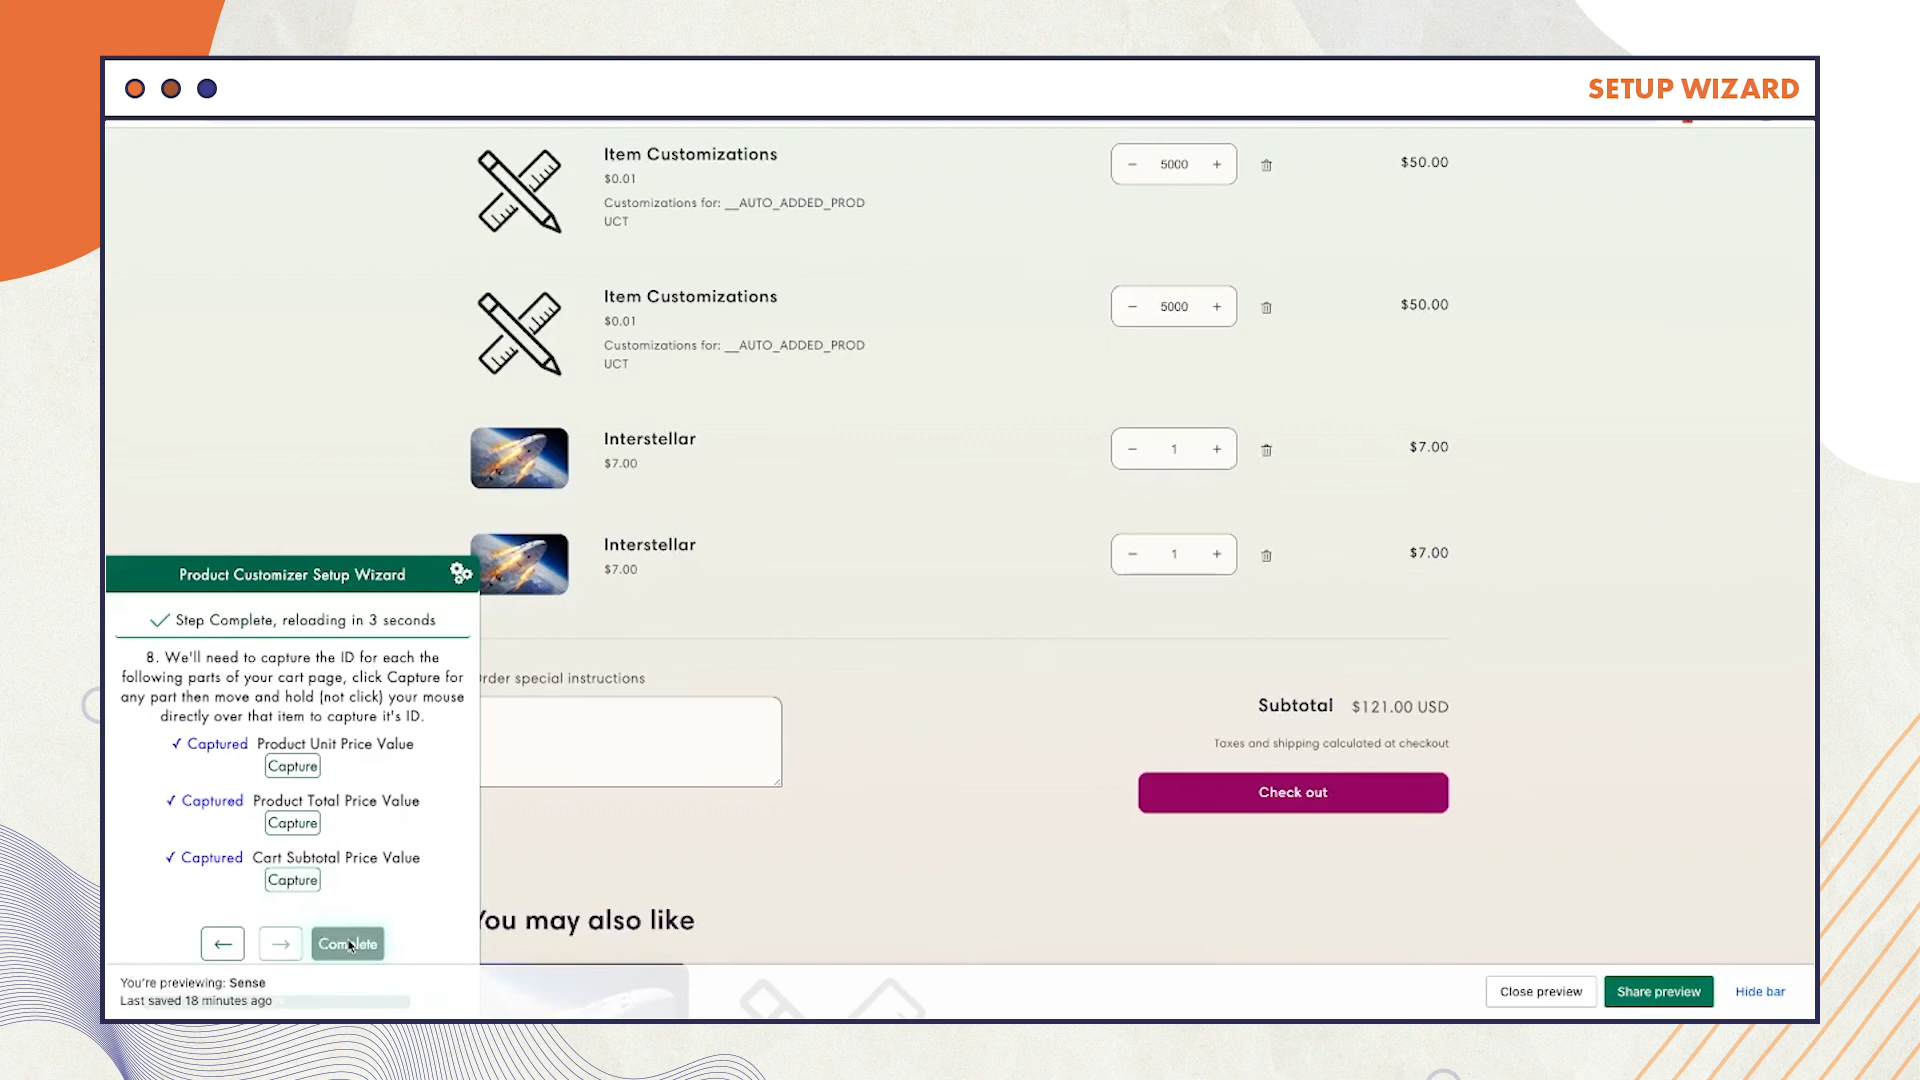 SETUP WIZARD
Item Customizations
$0.01
Customizations for: __AUTO_ADDED_PROD
UCT
5000
$50.00
Item Customizations
$0.01
Customizations for: __AUTO_ADDED_PROD
UCT
5000
$50.00
Interstellar
$7.00
1
$7.00
Interstellar
$7.00
1
$7.00
Product Customizer Setup Wizard
✓ Step Complete, reloading in 3 seconds
8. We'll need to capture the ID for each the
following parts of your cart page, click Capture for
any part then move and hold (not click) your mouse
directly over that item to capture it's ID.
✓ Captured Product Unit Price Value
Capture
✓ Captured Product Total Price Value
Capture
✓ Captured Cart Subtotal Price Value
Capture
← → Complete
rder special instructions
Subtotal $121.00 USD
Taxes and shipping calculated at checkout
Check out
You may also like
You're previewing: Sense
Last saved 18 minutes ago
Close preview
Share preview
Hide bar